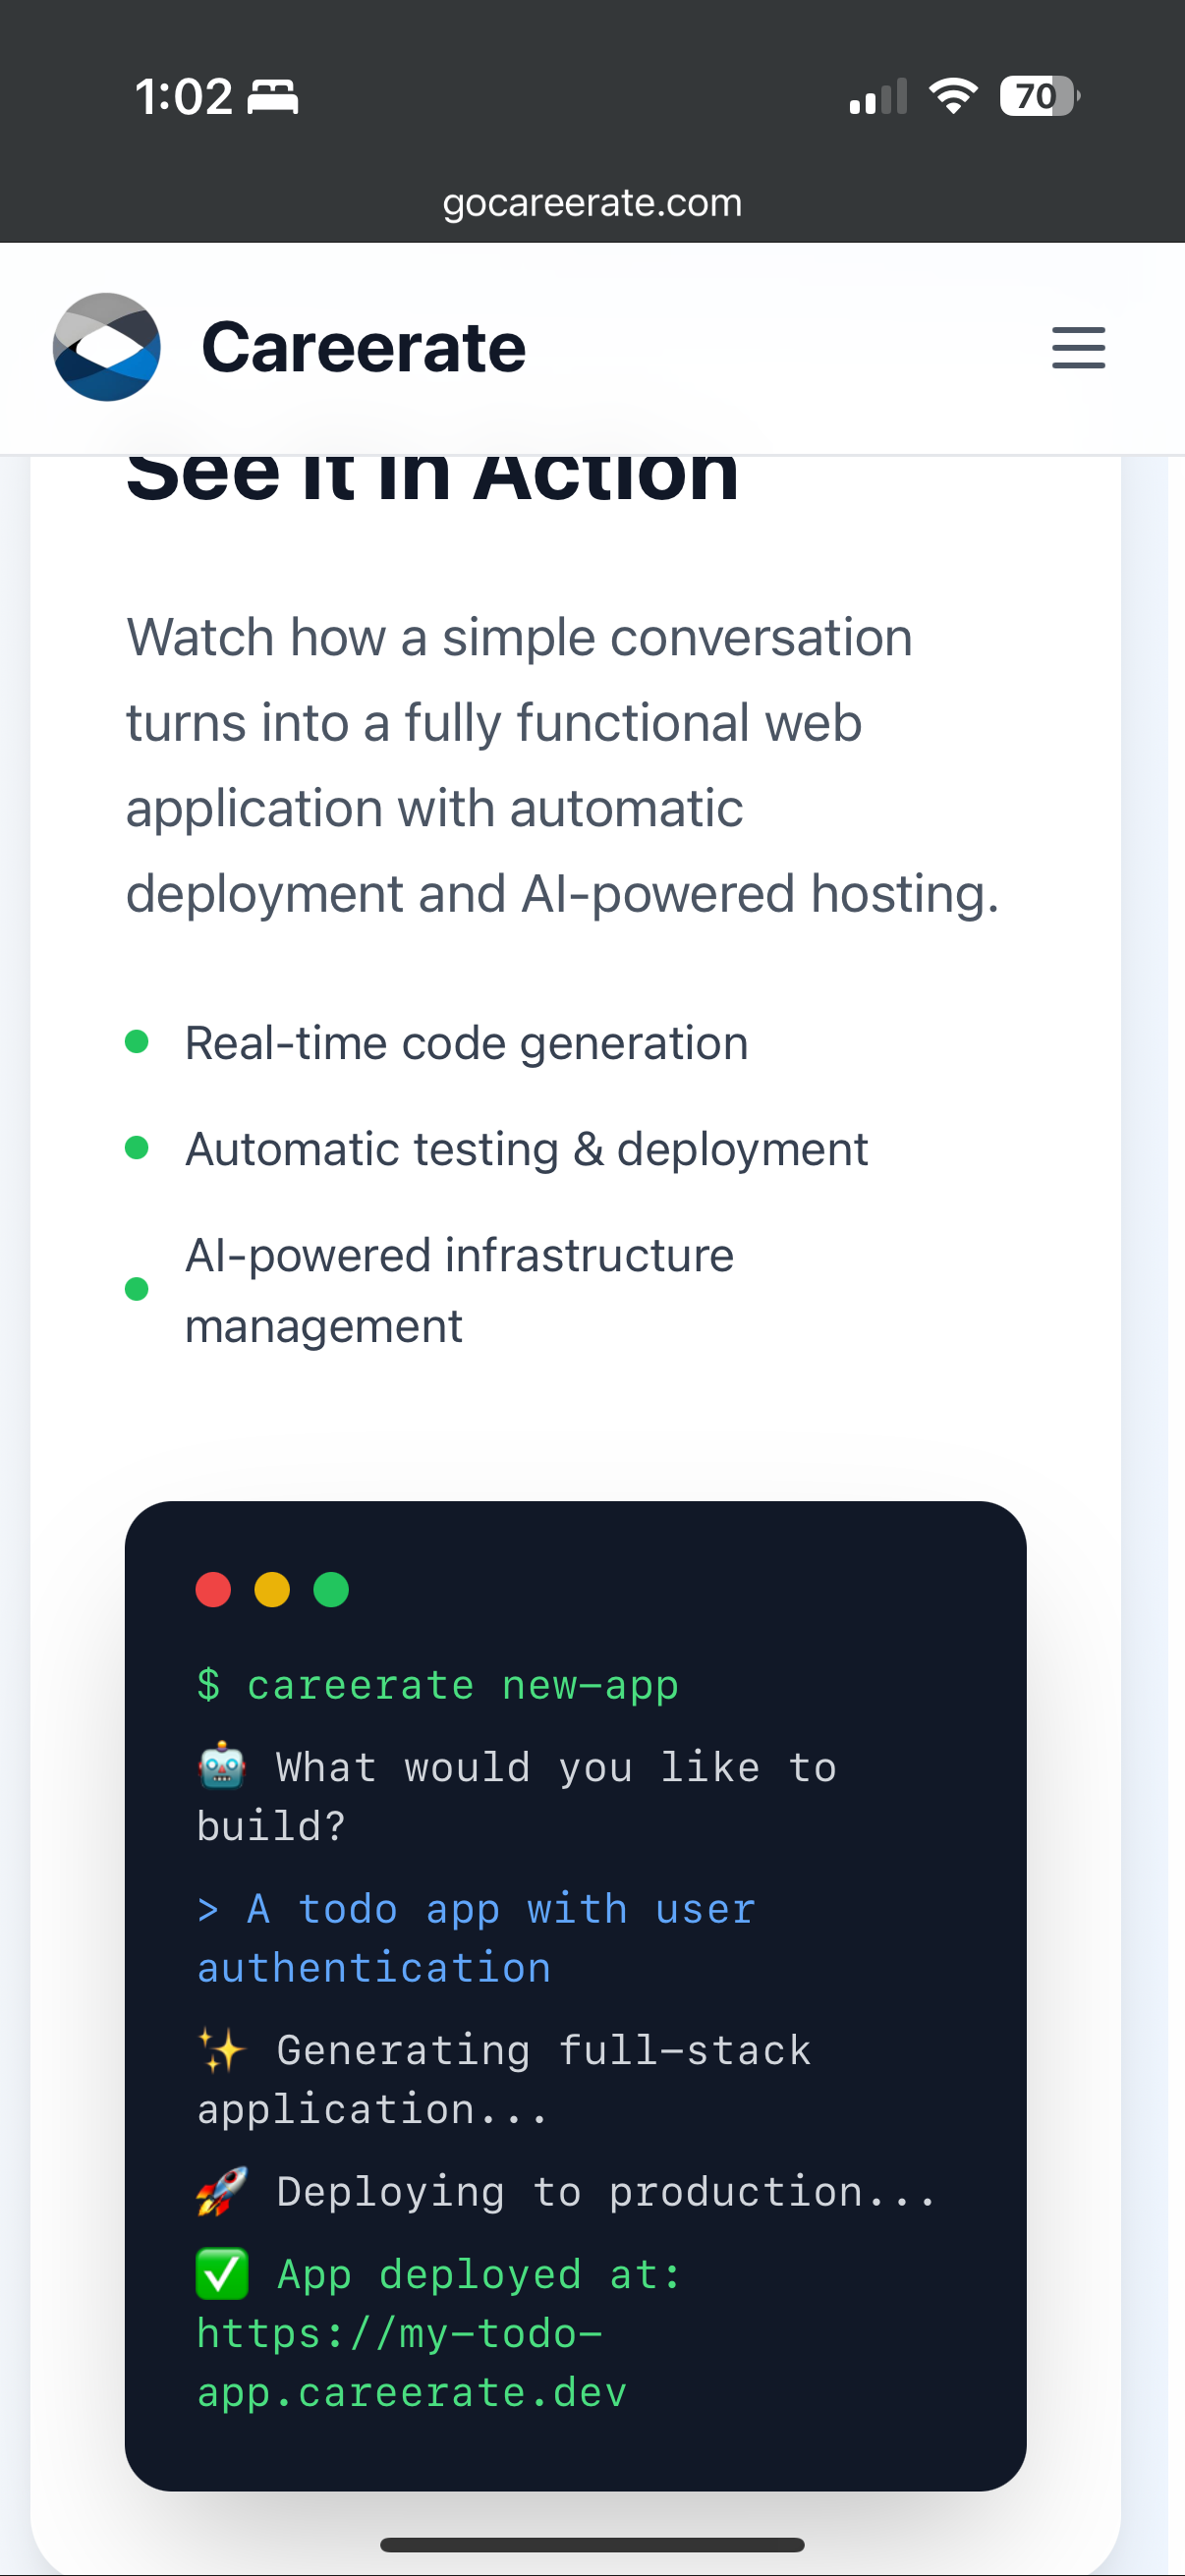 1:02
70
gocareerate.com
Careerate
See it in Action
Watch how a simple conversation
turns into a fully functional web
application with automatic
deployment and AI-powered hosting.
Real-time code generation
Automatic testing & deployment
AI-powered infrastructure
management
$ careerate new-app
🤖 What would you like to
build?
> A todo app with user
authentication
✨ Generating full-stack
application...
🚀 Deploying to production...
✅ App deployed at:
https://my-todo-
app.careerate.dev